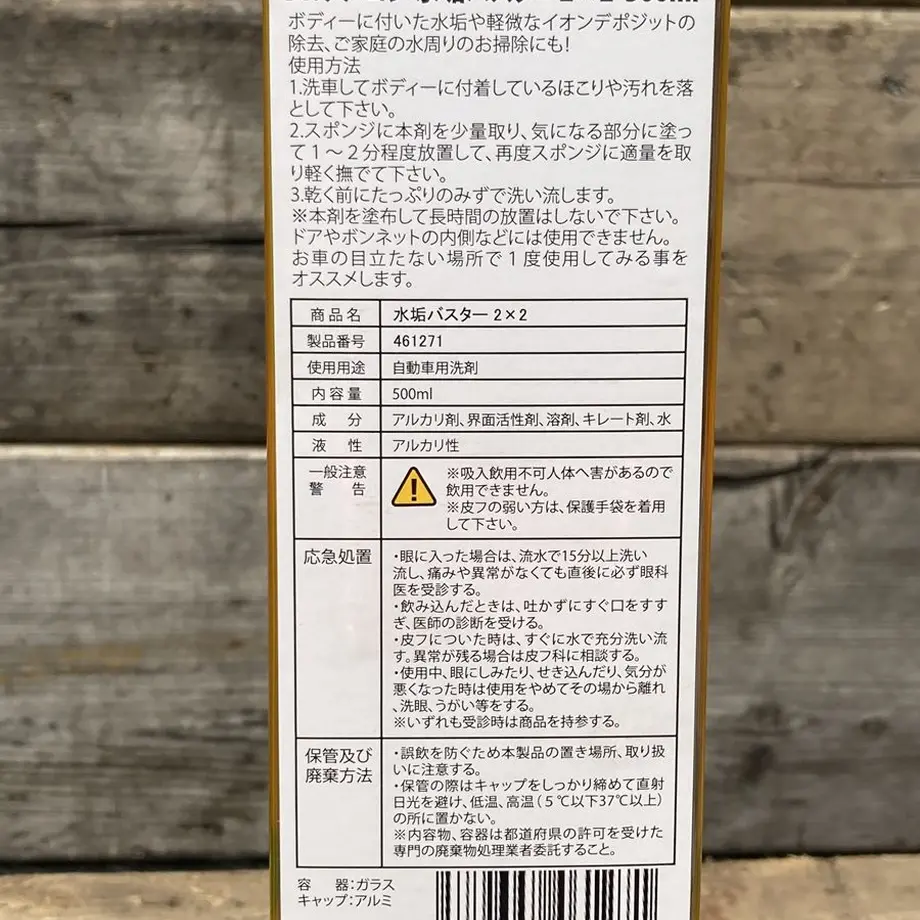 ボディーに付いた水垢や軽微なイオンデポジットの
除去、ご家庭の水周りのお掃除にも!
使用方法
1.洗車してボディーに付着しているほこりや汚れを落
として下さい。
2.スポンジに本剤を少量取り、気になる部分に塗っ
て1～2分程度放置して、再度スポンジに適量を取
り軽く撫でて下さい。
3.乾く前にたっぷりのみずで洗い流します。
※本剤を塗布して長時間の放置はしないで下さい。
ドアやボンネットの内側などには使用できません。
お車の目立たない場所で1度使用してみる事を
オススメします。
商品名 水垢バスター 2×2
製品番号 461271
使用用途 自動車用洗剤
内容量 500ml
成分 アルカリ剤、界面活性剤、溶剤、キレート剤、水
液性 アルカリ性
一般注意
警告
※吸入飲用不可人体へ害があるので
飲用できません。
※皮フの弱い方は、保護手袋を着用
して下さい。
応急処置 ・眼に入った場合は、流水で15分以上洗い
流し、痛みや異常がなくても直後に必ず眼科
医を受診する。
・飲み込んだときは、吐かずにすぐ口をすす
ぎ、医師の診断を受ける。
・皮フについた時は、すぐに水で充分洗い流
す。異常が残る場合は皮フ科に相談する。
・使用中、眼にしみたり、せき込んだり、気分が
悪くなった時は使用をやめてその場から離れ
、洗眼、うがい等をする。
※いずれも受診時は商品を持参する。
保管及び
廃棄方法
・誤飲を防ぐため本製品の置き場所、取り扱
いに注意する。
・保管の際はキャップをしっかり締めて直射
日光を避け、低温、高温(5℃以下37℃以上)
の所に置かない。
※内容物、容器は都道府県の許可を受けた
専門の廃棄物処理業者委託すること。
容器:ガラス
キャップ:アルミ